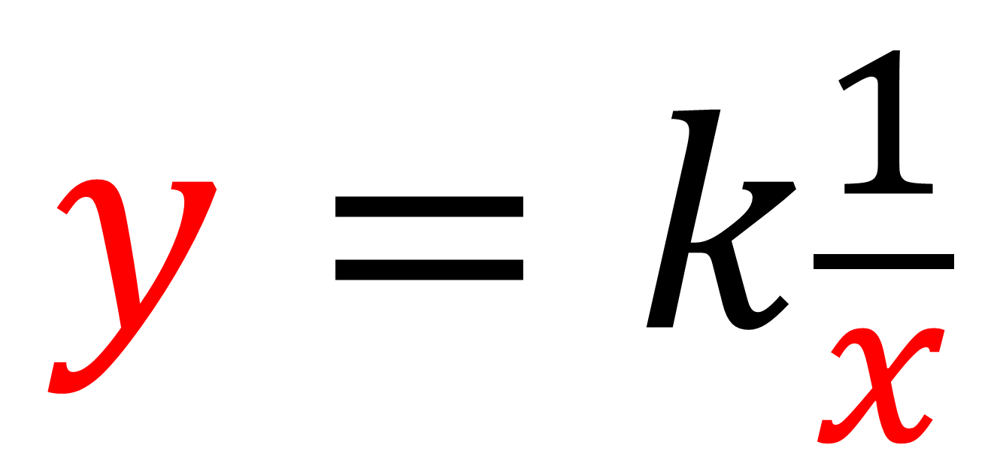 y = k 1/x